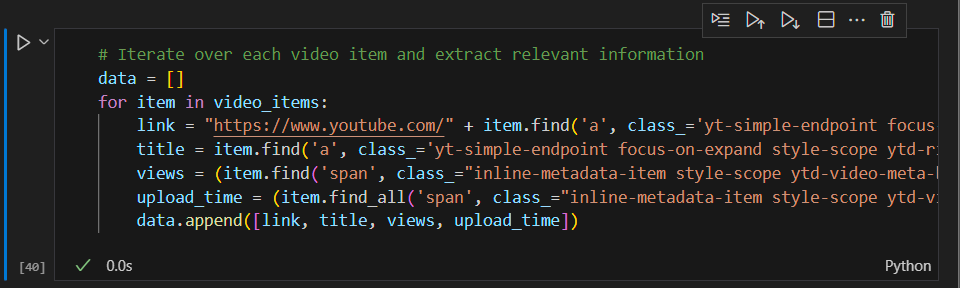 # Iterate over each video item and extract relevant information
data = []
for item in video_items:
    link = "https://www.youtube.com/" + item.find('a', class_='yt-simple-endpoint focus-
    title = item.find('a', class_='yt-simple-endpoint focus-on-expand style-scope ytd-ri
    views = (item.find('span', class_="inline-metadata-item style-scope ytd-video-meta-b
    upload_time = (item.find_all('span', class_="inline-metadata-item style-scope ytd-vi
    data.append([link, title, views, upload_time])
[40] 0.0s Python